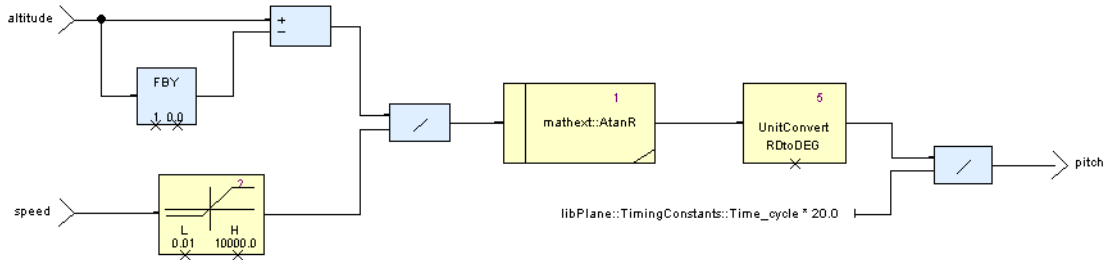 altitude
+
−
FBY
1 0.0
/
1
mathext::AtanR
5
UnitConvert
RDtoDEG
/
pitch
speed
2
L H
0.01 10000.0
libPlane::TimingConstants::Time_cycle * 20.0